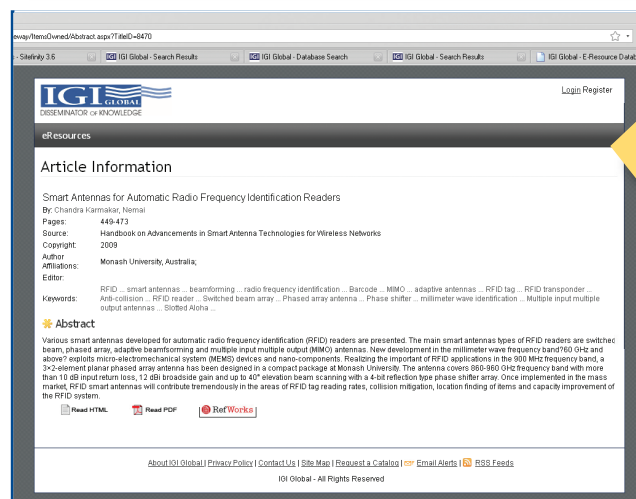 eway/ItemsOwned/Abstract.aspx?TitleID=8470
- Sitefinity 3.6
IGI Global - Search Results
IGI Global - Database Search
IGI Global - Search Results
IGI Global - E-Resource Datab
IGI GLOBAL
DISSEMINATOR OF KNOWLEDGE
Login Register
eResources
Article Information
Smart Antennas for Automatic Radio Frequency Identification Readers
By: Chandra Karmakar, Nemai
Pages: 449-473
Source: Handbook on Advancements in Smart Antenna Technologies for Wireless Networks
Copyright: 2009
Author Affiliations: Monash University, Australia;
Editor:
Keywords: RFID ... smart antennas ... beamforming ... radio frequency identification ... Barcode ... MIMO ... adaptive antennas ... RFID tag ... RFID transponder ...
Anti-collision ... RFID reader ... Switched beam array ... Phased array antenna ... Phase shifter ... millimeter wave identification ... Multiple input multiple
output antennas ... Slotted Aloha ...
Abstract
Various smart antennas developed for automatic radio frequency identification (RFID) readers are presented. The main smart antennas types of RFID readers are switched
beam, phased array, adaptive beamfsorming and multiple input multiple output (MIMO) antennas. New development in the millimeter wave frequency band?60 GHz and
above? exploits micro-electromechanical system (MEMS) devices and nano-components. Realizing the important of RFID applications in the 900 MHz frequency band, a
3×2-element planar phased array antenna has been designed in a compact package at Monash University. The antenna covers 860-960 GHz frequency band with more
than 10 dB input return loss, 12 dBi broadside gain and up to 40° elevation beam scanning with a 4-bit reflection type phase shifter array. Once implemented in the mass
market, RFID smart antennas will contribute tremendously in the areas of RFID tag reading rates, collision mitigation, location finding of items and capacity improvement of
the RFID system.
Read HTML
Read PDF
RefWorks
About IGI Global | Privacy Policy | Contact Us | Site Map | Request a Catalog | Email Alerts | RSS Feeds
IGI Global - All Rights Reserved